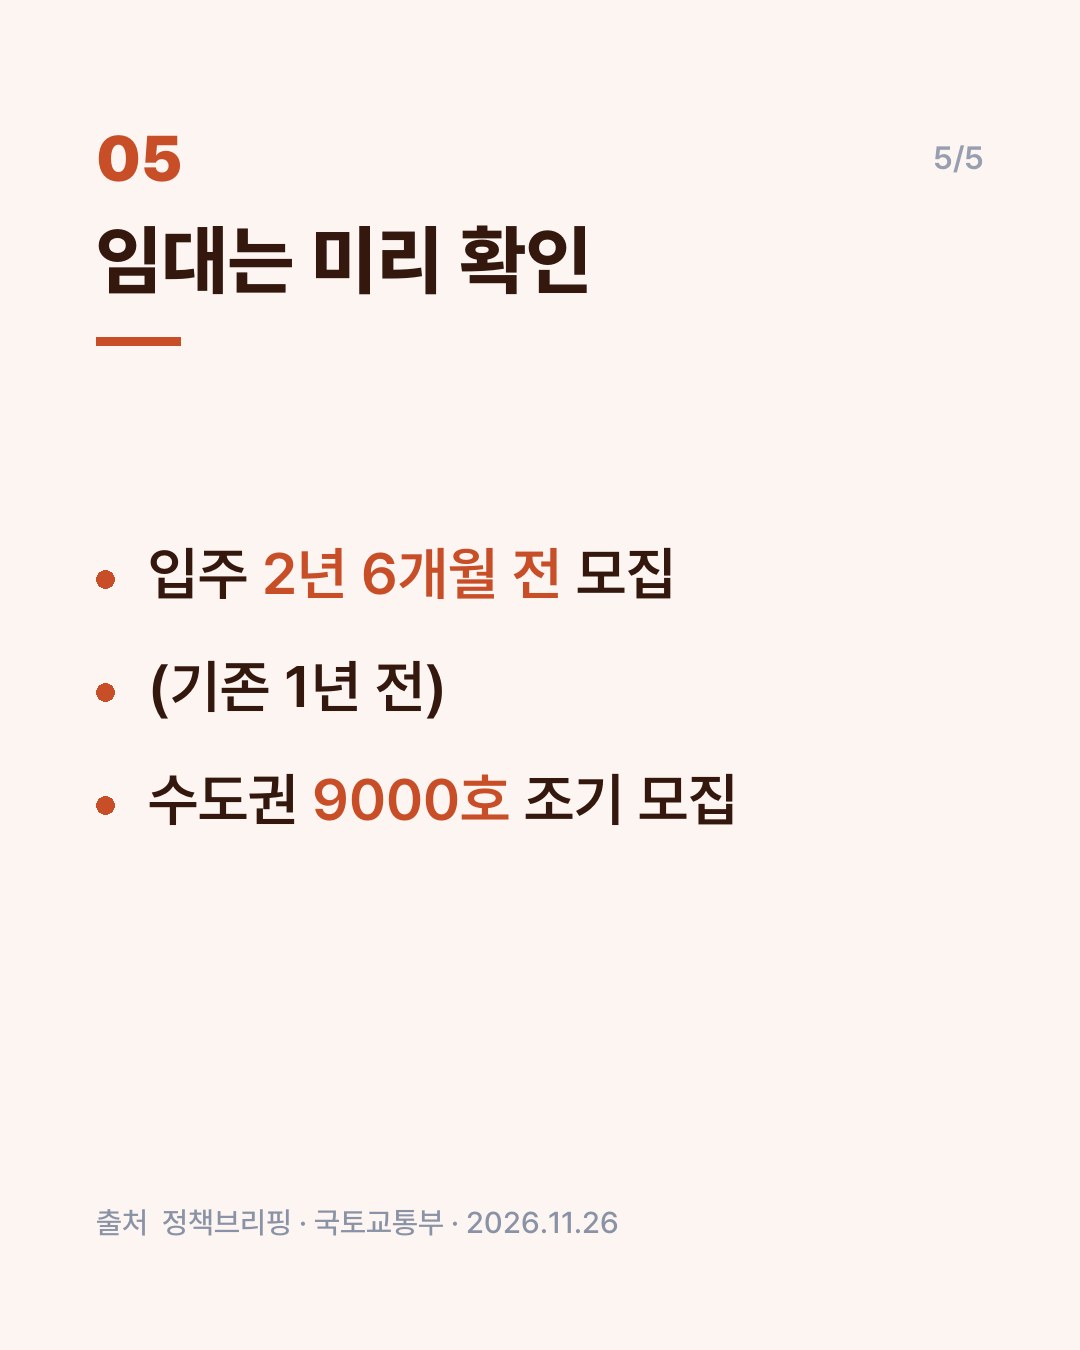 05
5/5
임대는 미리 확인
• 입주 2년 6개월 전 모집
• (기존 1년 전)
• 수도권 9000호 조기 모집
출처 정책브리핑 · 국토교통부 · 2026.11.26